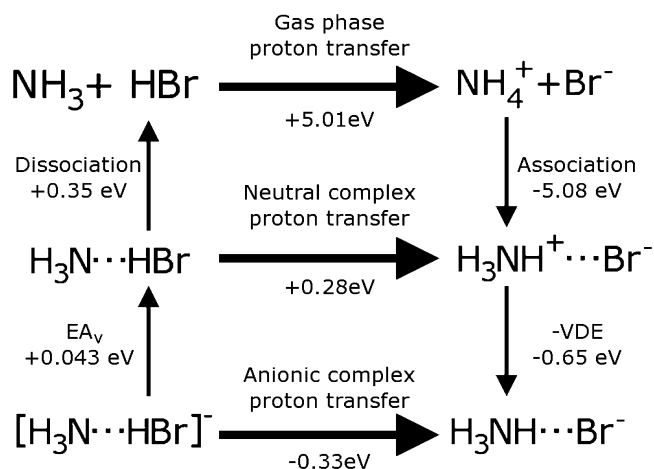 Gas phase
proton transfer
NH₃+ HBr
NH₄⁺+Br⁻
+5.01eV
Dissociation
+0.35 eV
Association
-5.08 eV
Neutral complex
proton transfer
H₃N···HBr
H₃NH⁺···Br⁻
+0.28eV
EAᵥ
+0.043 eV
-VDE
-0.65 eV
Anionic complex
proton transfer
[H₃N···HBr]⁻
H₃NH···Br⁻
-0.33eV